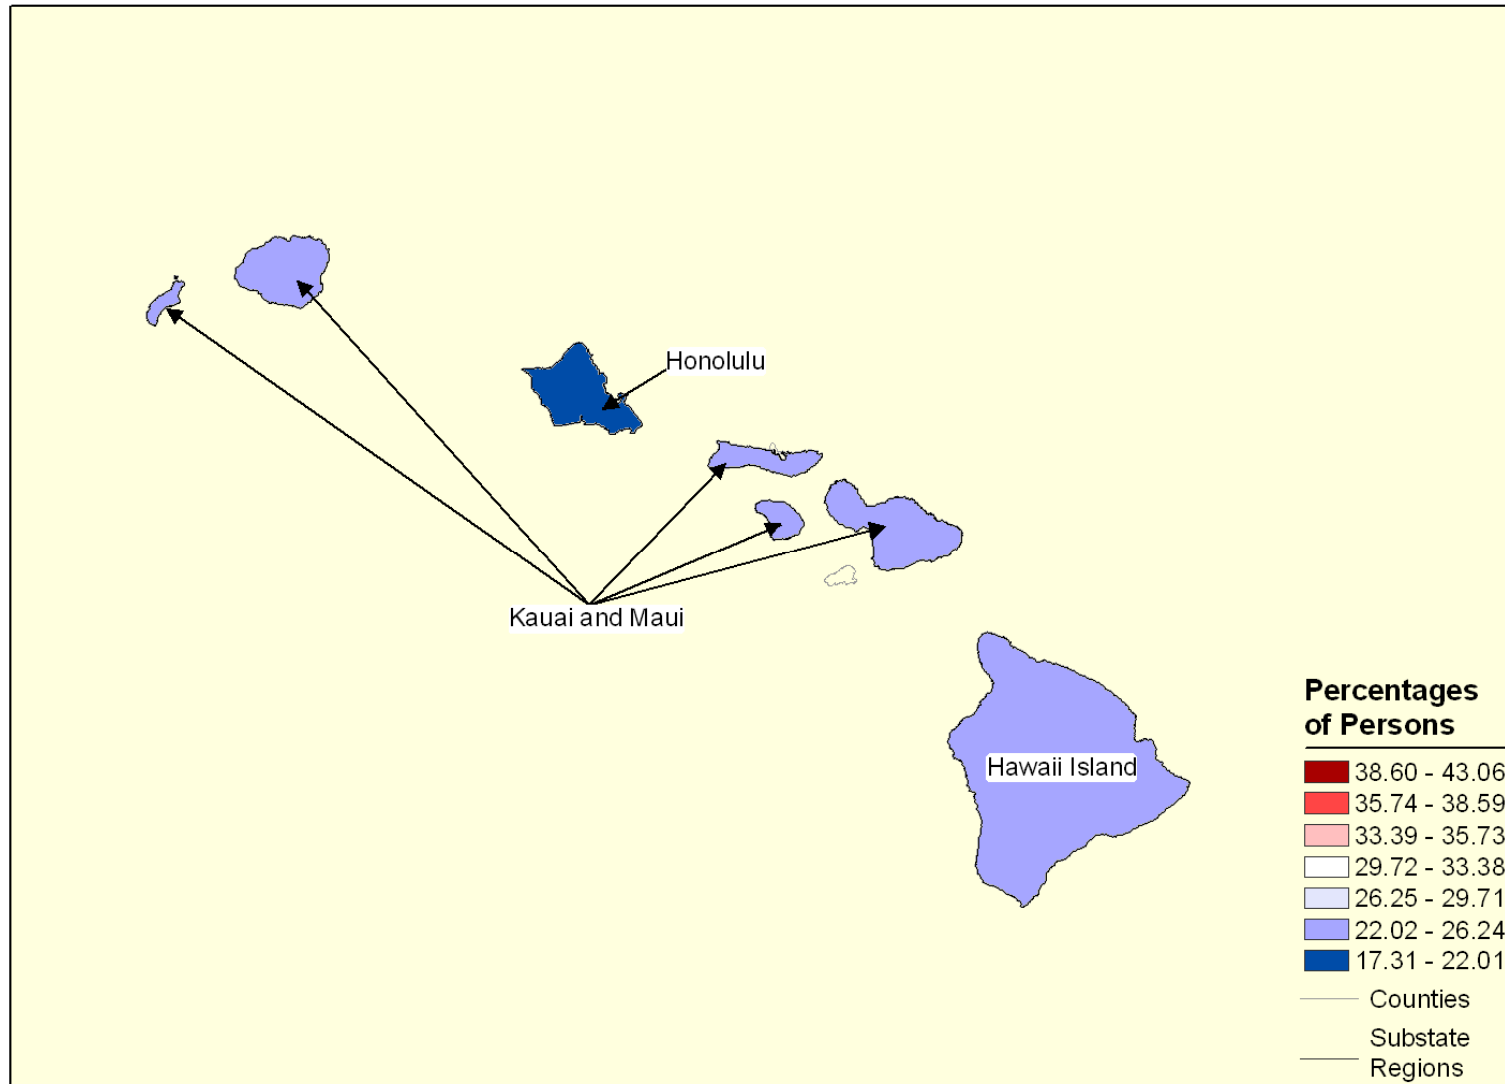 Honolulu
Kauai and Maui
Hawaii Island
Percentages
of Persons
38.60 - 43.06
35.74 - 38.59
33.39 - 35.73
29.72 - 33.38
26.25 - 29.71
22.02 - 26.24
17.31 - 22.01
Counties
Substate
Regions